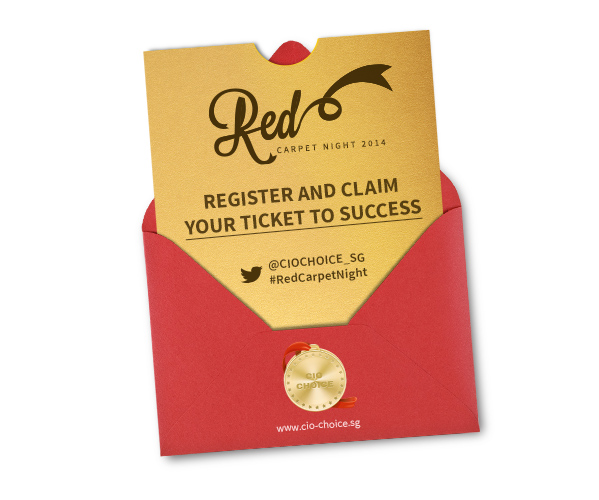 Red
CARPET NIGHT 2014
REGISTER AND CLAIM
YOUR TICKET TO SUCCESS
@CIOCHOICE_SG
#RedCarpetNight
CIO
CHOICE
www.cio-choice.sg